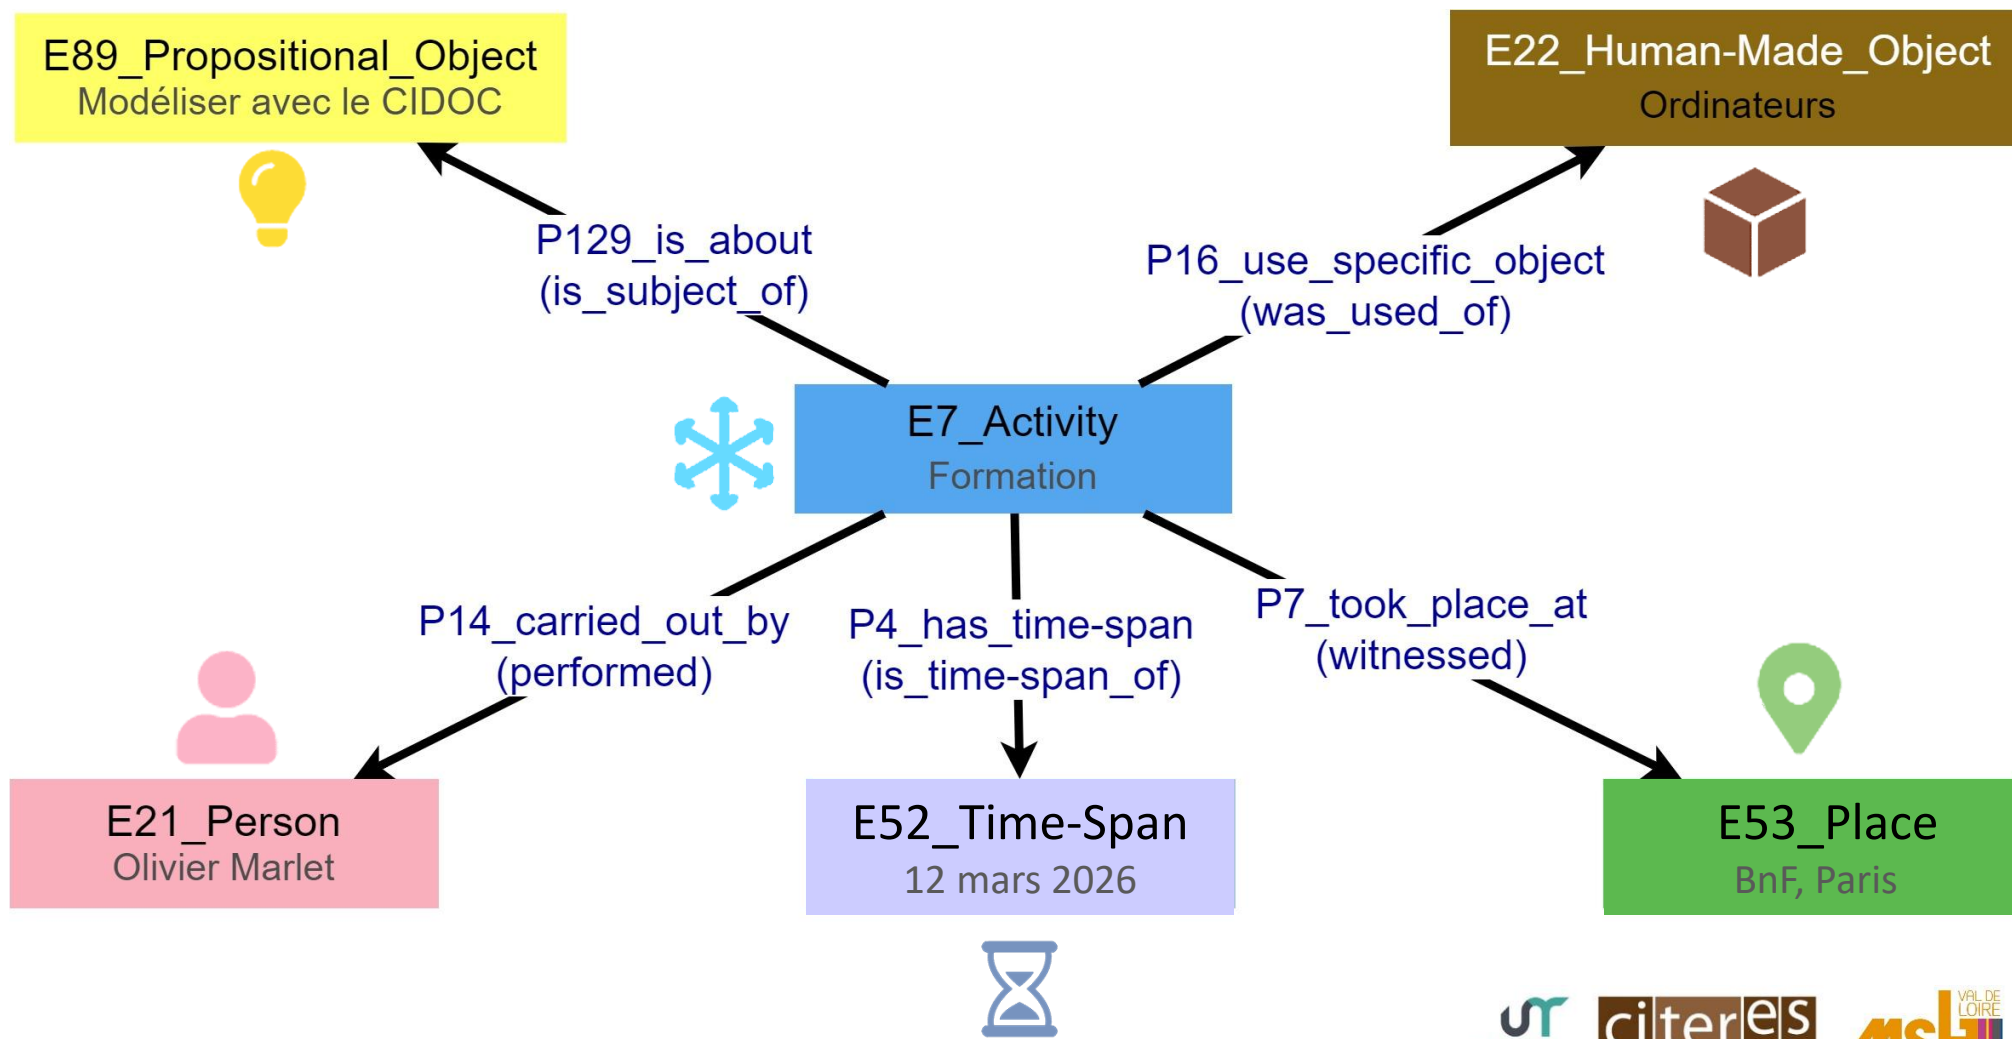 E89_Propositional_Object
Modéliser avec le CIDOC
E22_Human-Made_Object
Ordinateurs
P129_is_about
(is_subject_of)
P16_use_specific_object
(was_used_of)
E7_Activity
Formation
P14_carried_out_by
(performed)
P4_has_time-span
(is_time-span_of)
P7_took_place_at
(witnessed)
E21_Person
Olivier Marlet
E52_Time-Span
12 mars 2026
E53_Place
BnF, Paris
citeres
VAL DE
LOIRE